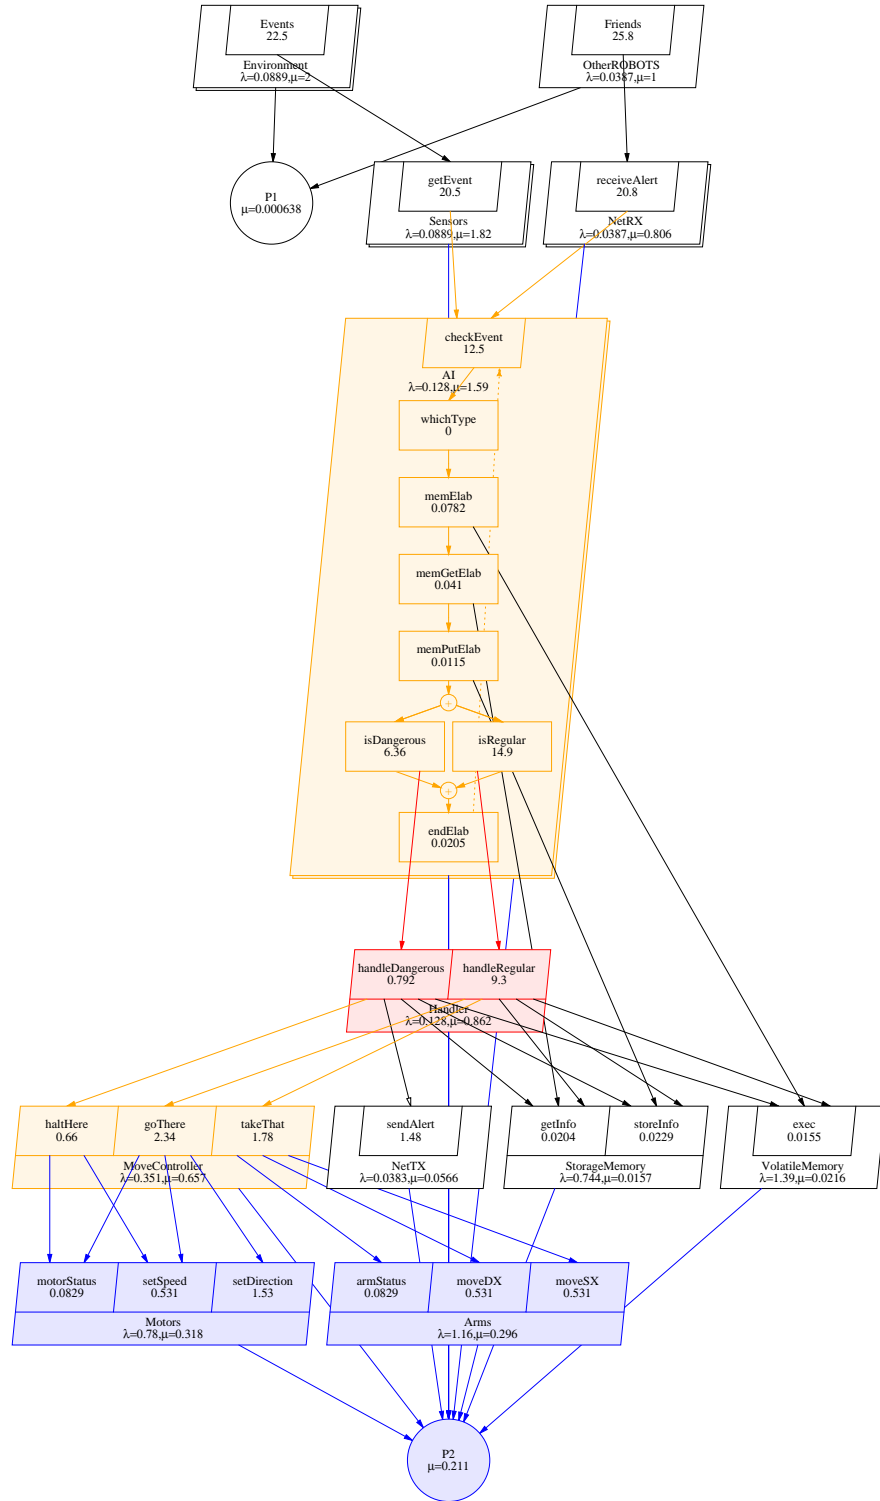 Events
22.5
Environment
λ=0.0889,μ=2
Friends
25.8
OtherROBOTS
λ=0.0387,μ=1
P1
μ=0.000638
getEvent
20.5
Sensors
λ=0.0889,μ=1.82
receiveAlert
20.8
NetRX
λ=0.0387,μ=0.806
checkEvent
12.5
AI
λ=0.128,μ=1.59
whichType
0
memElab
0.0782
memGetElab
0.041
memPutElab
0.0115
+
isDangerous
6.36
isRegular
14.9
+
endElab
0.0205
handleDangerous
0.792
handleRegular
9.3
Handler
λ=0.128,μ=0.862
haltHere
0.66
goThere
2.34
takeThat
1.78
MoveController
λ=0.351,μ=0.657
sendAlert
1.48
NetTX
λ=0.0383,μ=0.0566
getInfo
0.0204
storeInfo
0.0229
StorageMemory
λ=0.744,μ=0.0157
exec
0.0155
VolatileMemory
λ=1.39,μ=0.0216
motorStatus
0.0829
setSpeed
0.531
setDirection
1.53
Motors
λ=0.78,μ=0.318
armStatus
0.0829
moveDX
0.531
moveSX
0.531
Arms
λ=1.16,μ=0.296
P2
μ=0.211